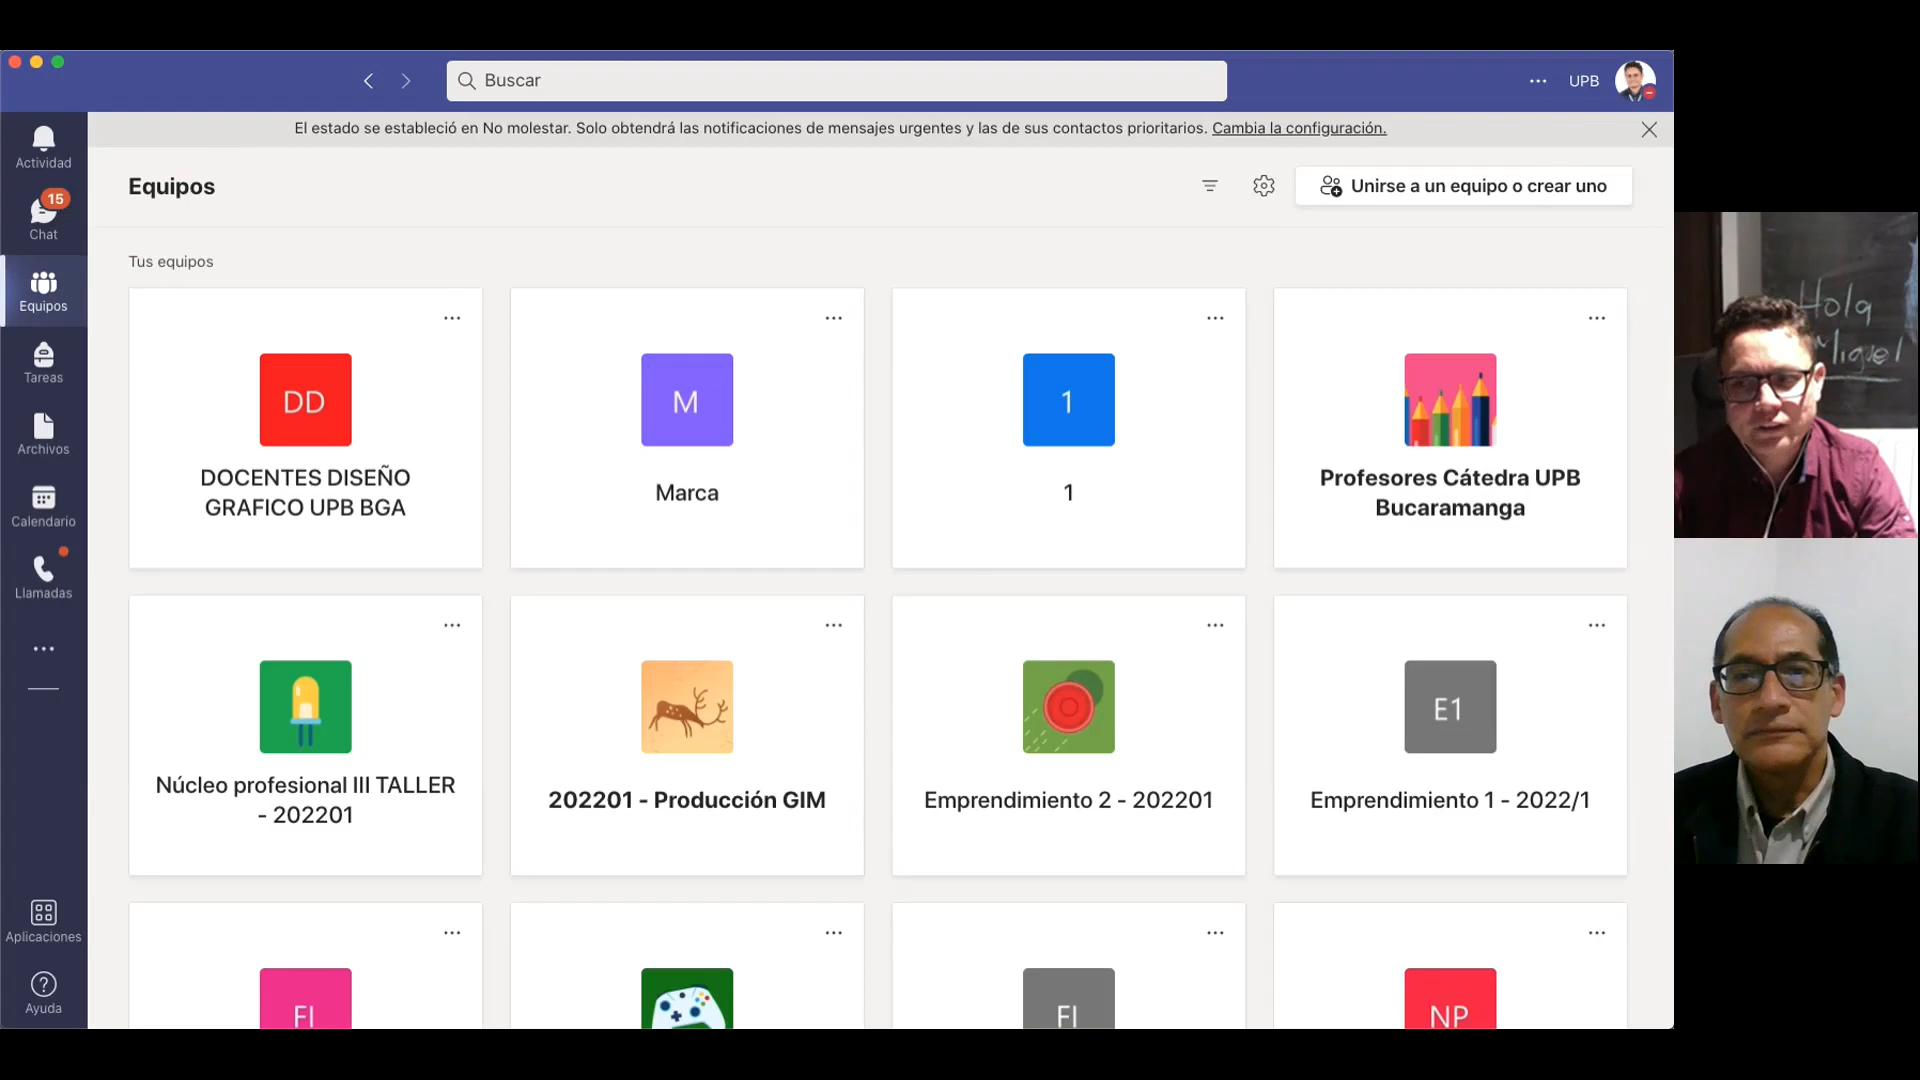 Buscar
UPB
El estado se estableció en No molestar. Solo obtendrá las notificaciones de mensajes urgentes y las de sus contactos prioritarios. Cambia la configuración.
Actividad
15
Chat
Equipos
Tareas
Archivos
Calendario
Llamadas
Aplicaciones
Ayuda
Equipos
Unirse a un equipo o crear uno
Tus equipos
DD
DOCENTES DISEÑO
GRAFICO UPB BGA
M
Marca
1
1
Profesores Cátedra UPB
Bucaramanga
Núcleo profesional III TALLER
- 202201
202201 - Producción GIM
Emprendimiento 2 - 202201
E1
Emprendimiento 1 - 2022/1
FI
FI
NP
Hola
Miguel